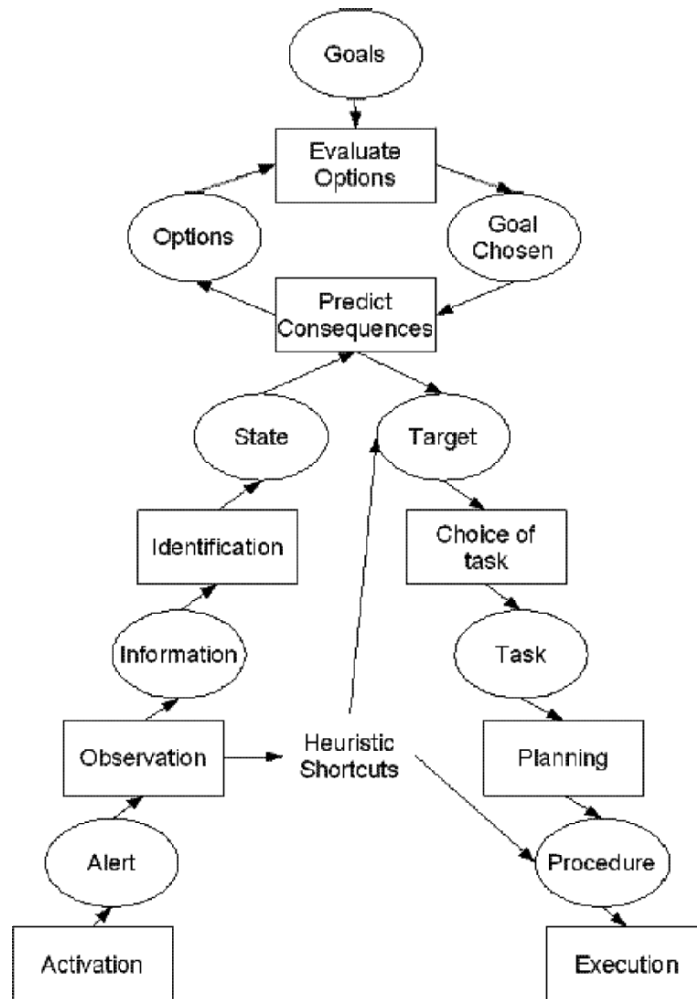 Goals
Evaluate
Options
Options
Goal
Chosen
Predict
Consequences
State
Target
Identification
Choice of
task
Information
Task
Observation
Heuristic
Shortcuts
Planning
Alert
Procedure
Activation
Execution